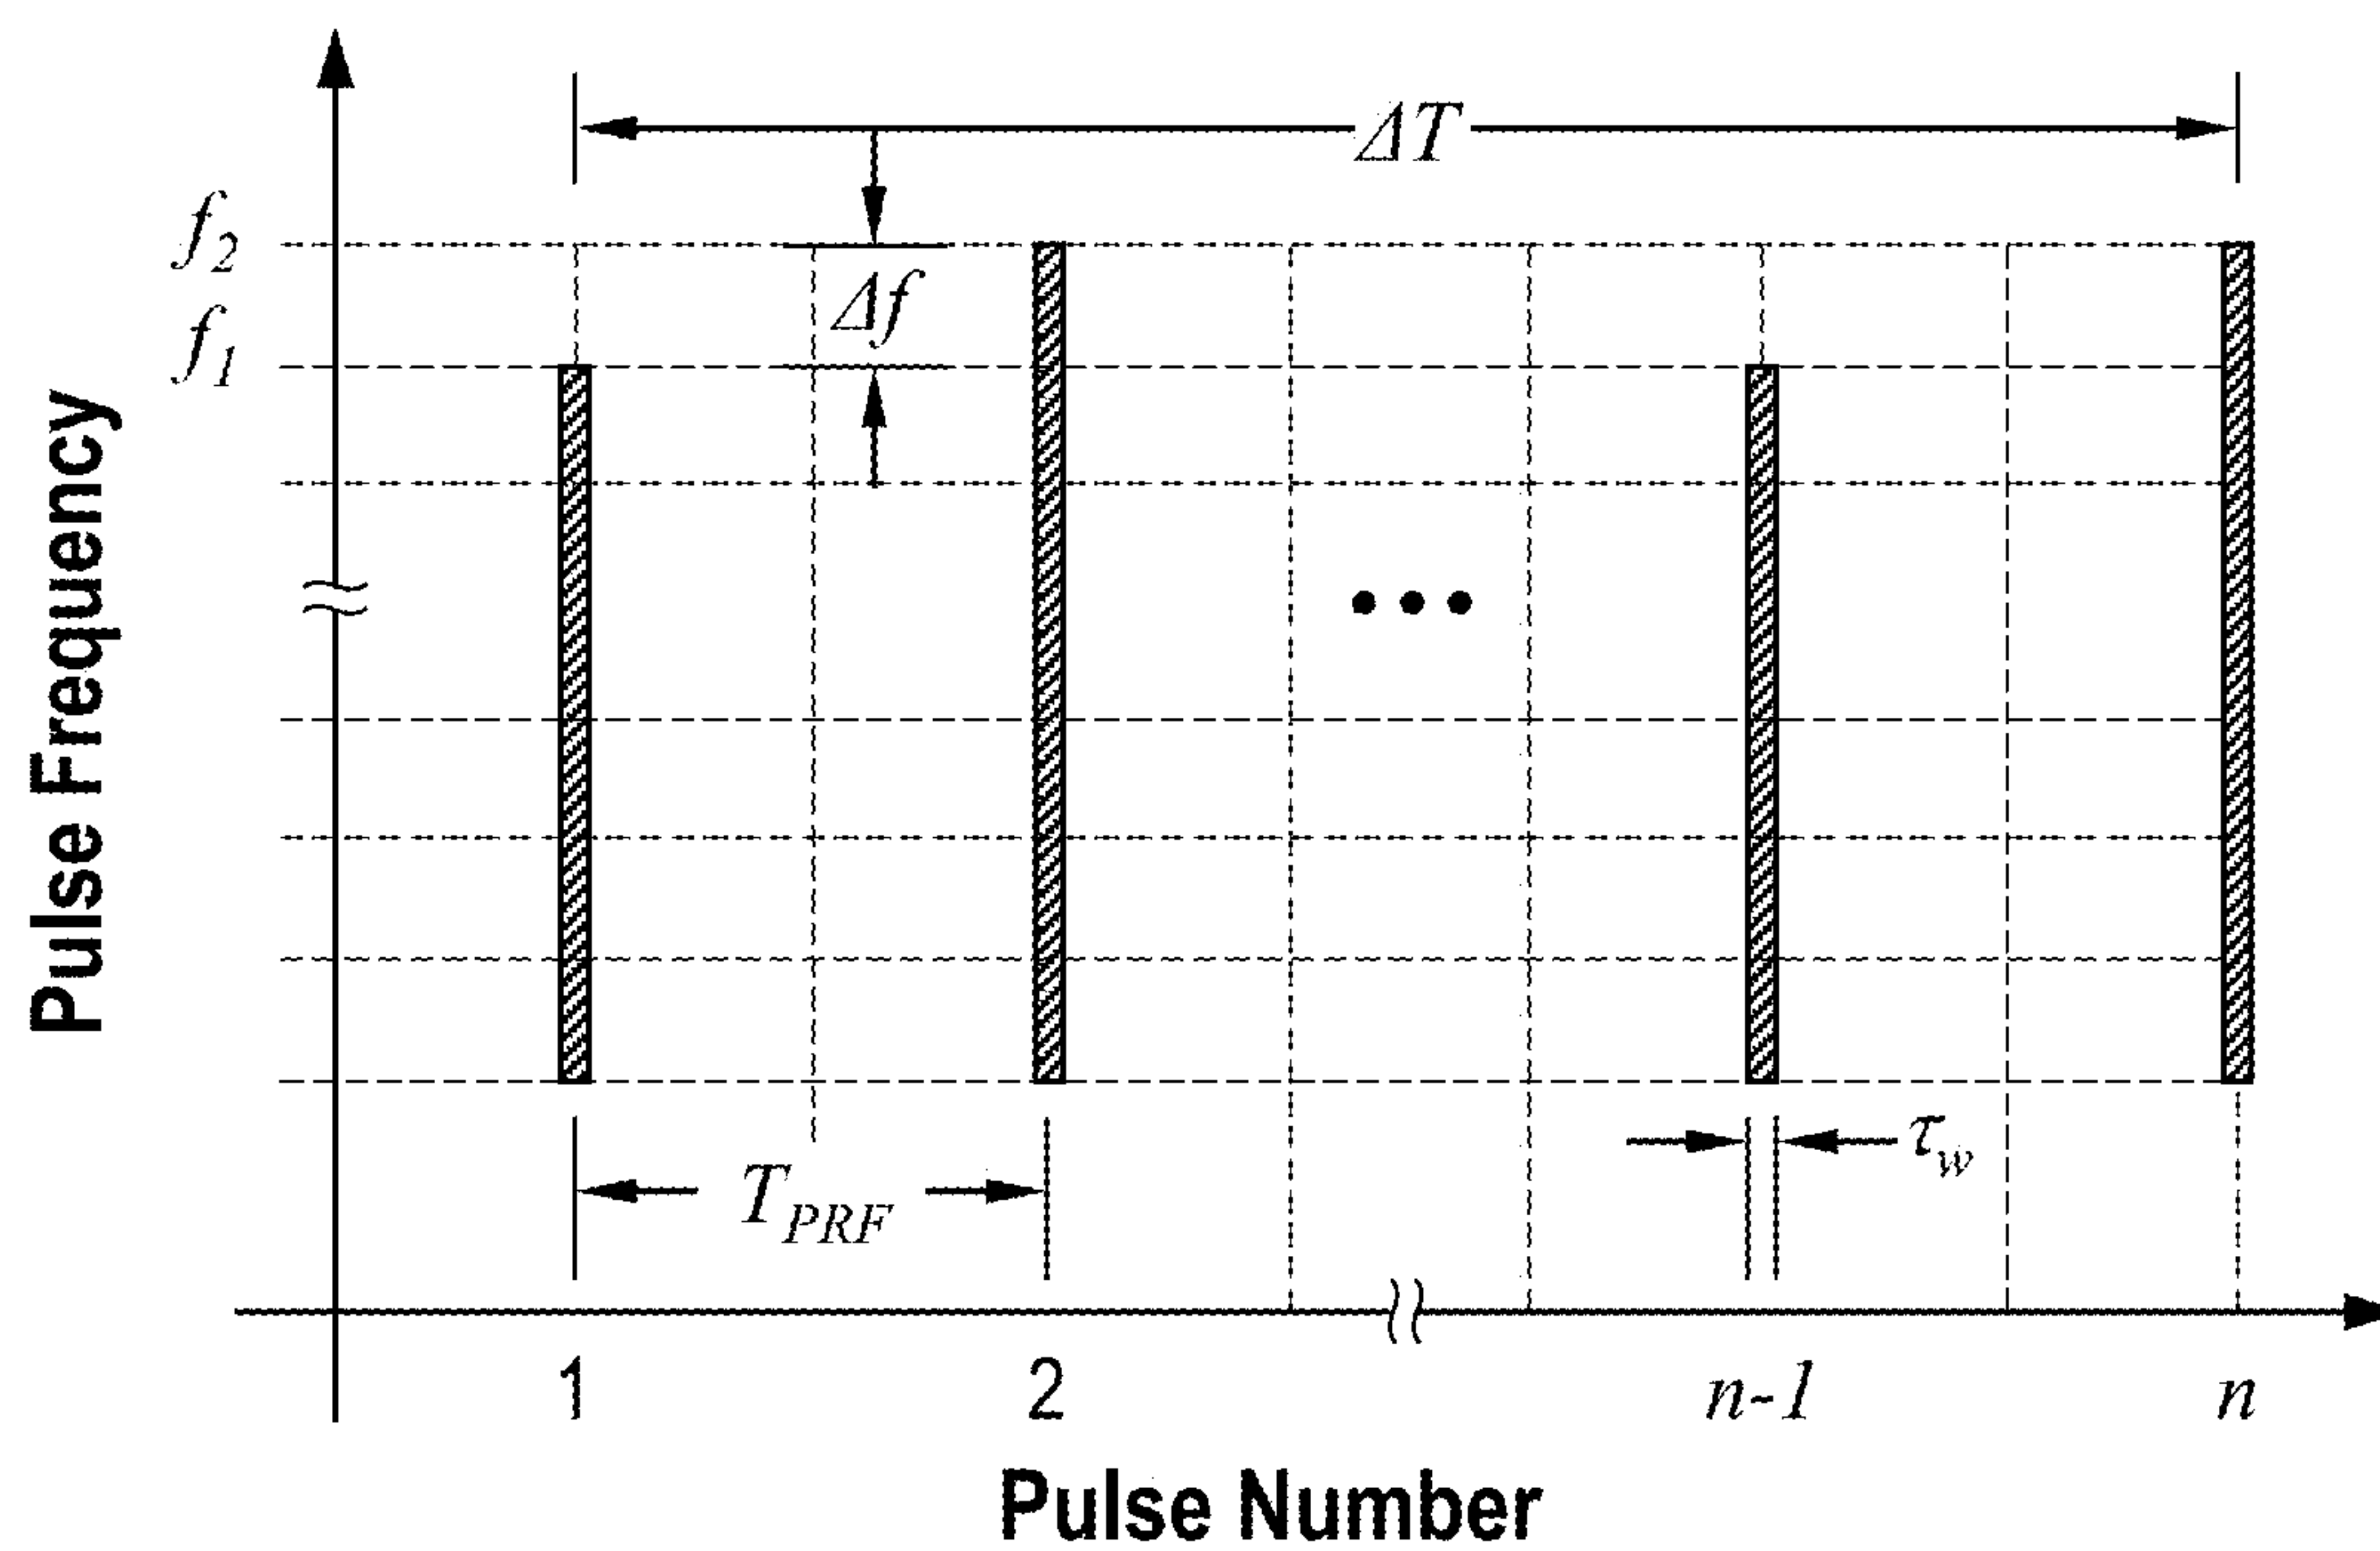 ΔT
f₂
Δf
f₁
Pulse Frequency
τ_w
T_PRF
1
2
n-1
n
Pulse Number